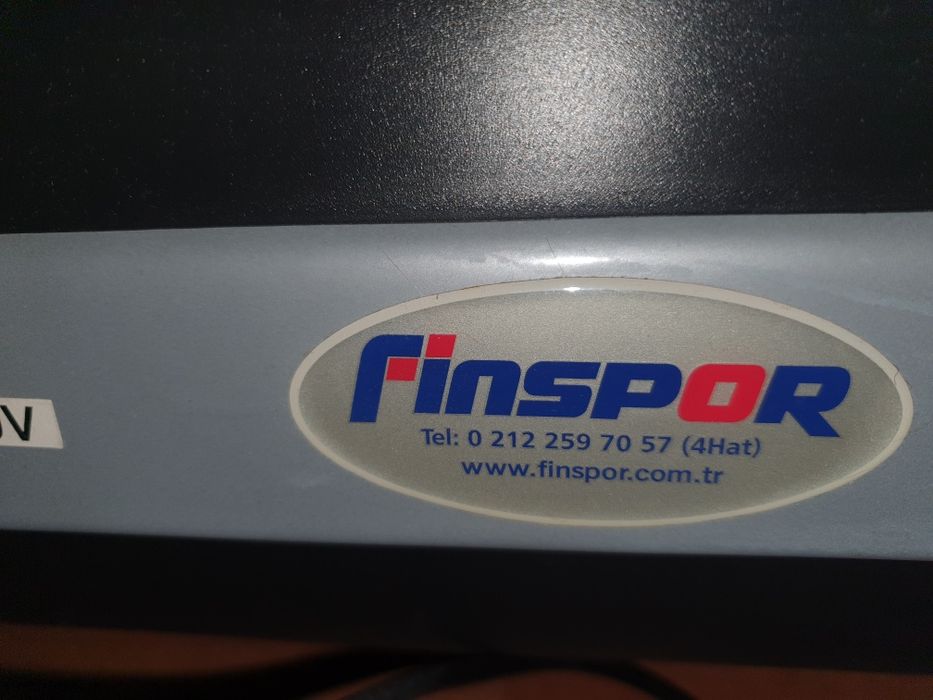 FINSPOR
Tel: 0 212 259 70 57 (4Hat)
www.finspor.com.tr